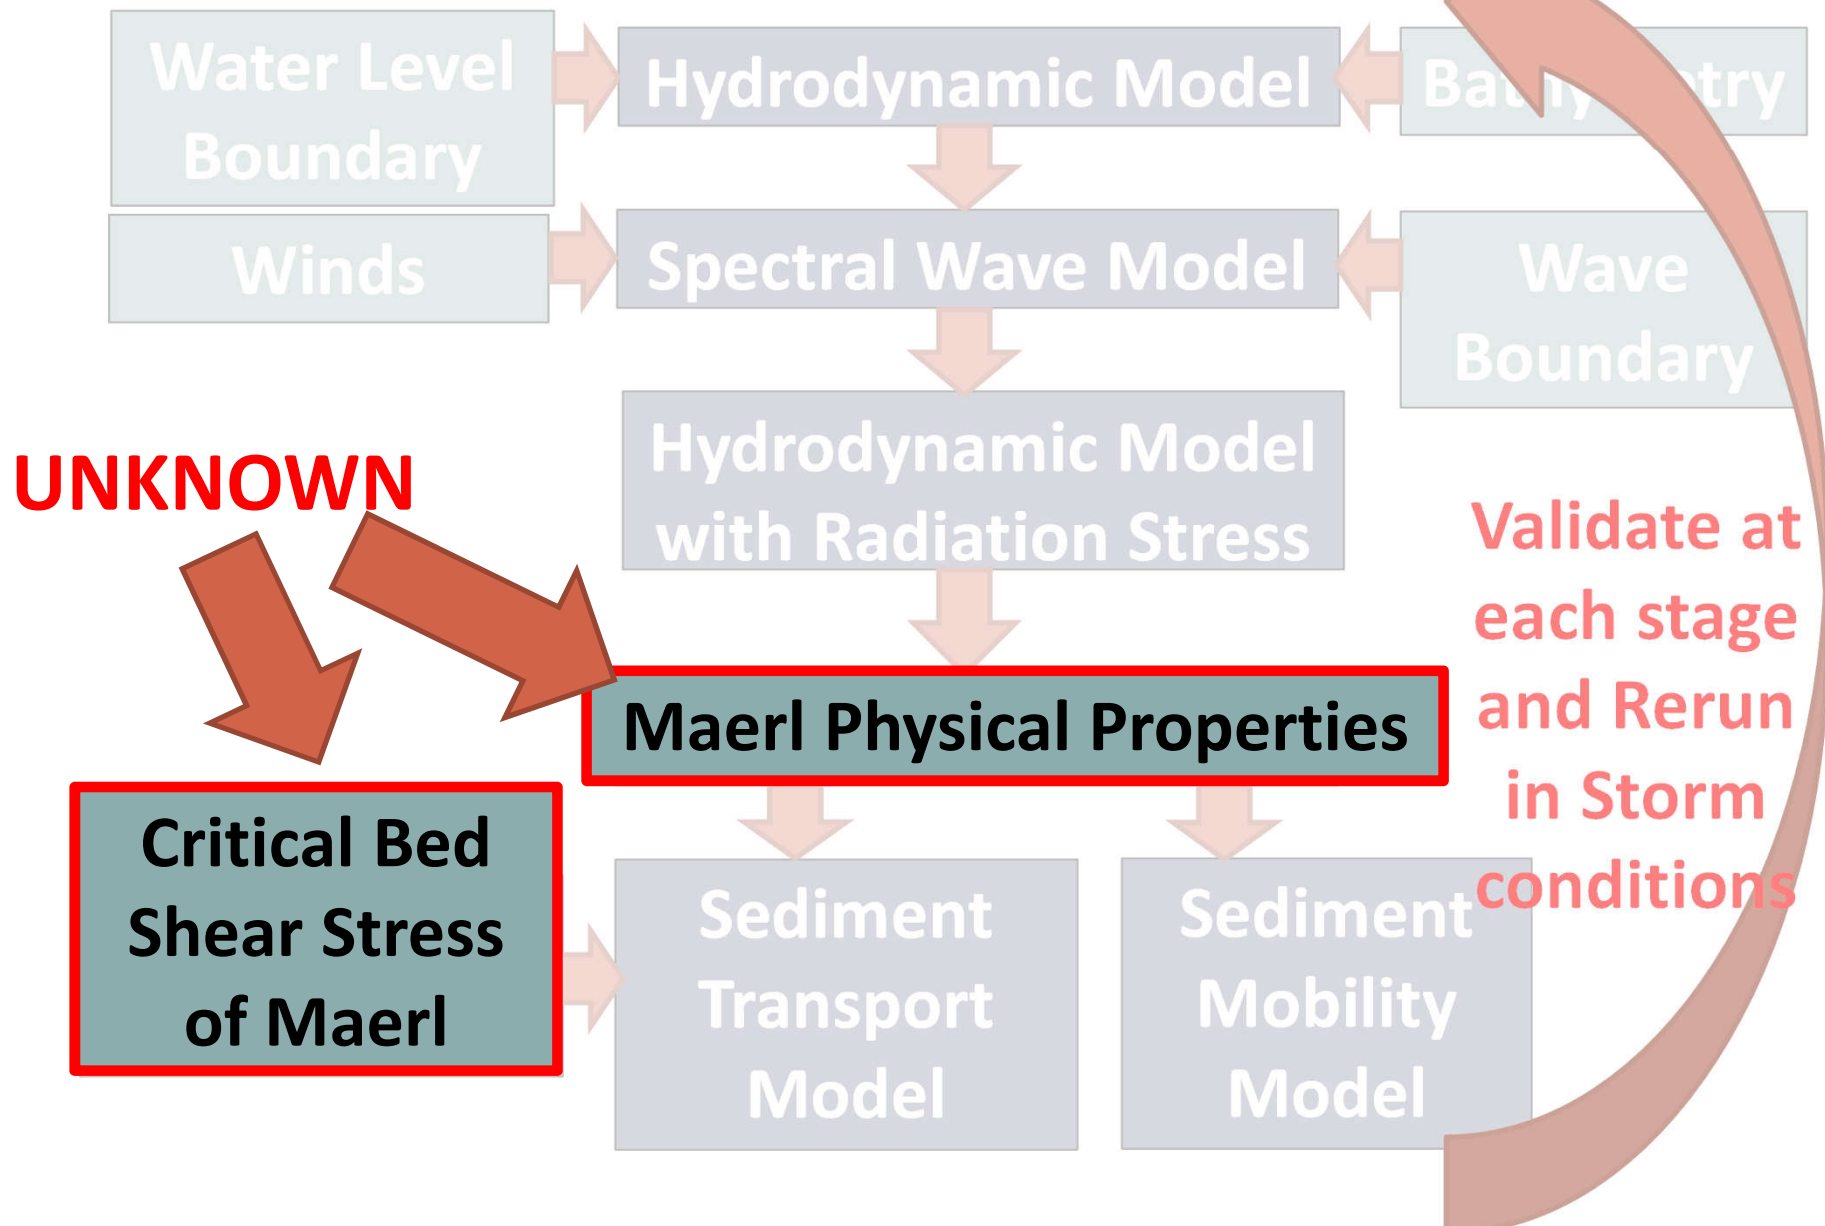 Water Level
Boundary
Hydrodynamic Model
Winds
Spectral Wave Model
Wave
Boundary
Hydrodynamic Model
with Radiation Stress
UNKNOWN
Maerl Physical Properties
Critical Bed
Shear Stress
of Maerl
Sediment
Transport
Model
Sediment
Mobility
Model
Validate at
each stage
and Rerun
in Storm
conditions